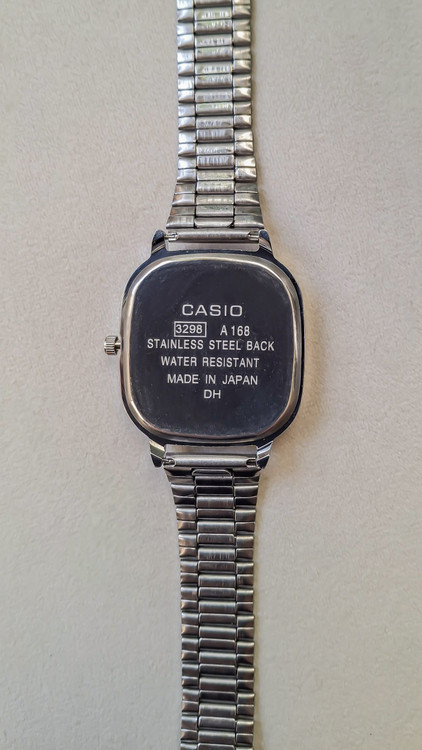 CASIO
3298 A168
STAINLESS STEEL BACK
WATER RESISTANT
MADE IN JAPAN
DH